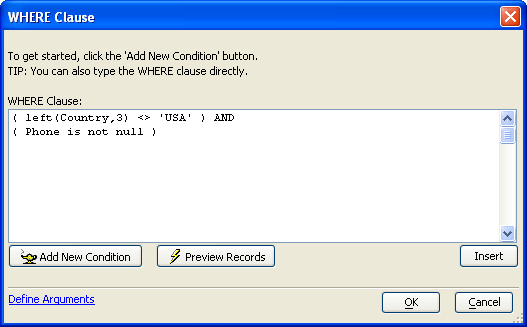 WHERE Clause
To get started, click the 'Add New Condition' button.
TIP: You can also type the WHERE clause directly.
WHERE Clause:
( left(Country,3) <> 'USA' ) AND
( Phone is not null )
Add New Condition
Preview Records
Insert
Define Arguments
OK
Cancel